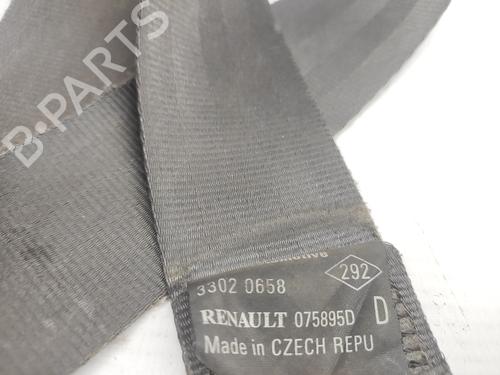 B-PARTS
292
3302 0658
RENAULT 075895D D
Made in CZECH REPU